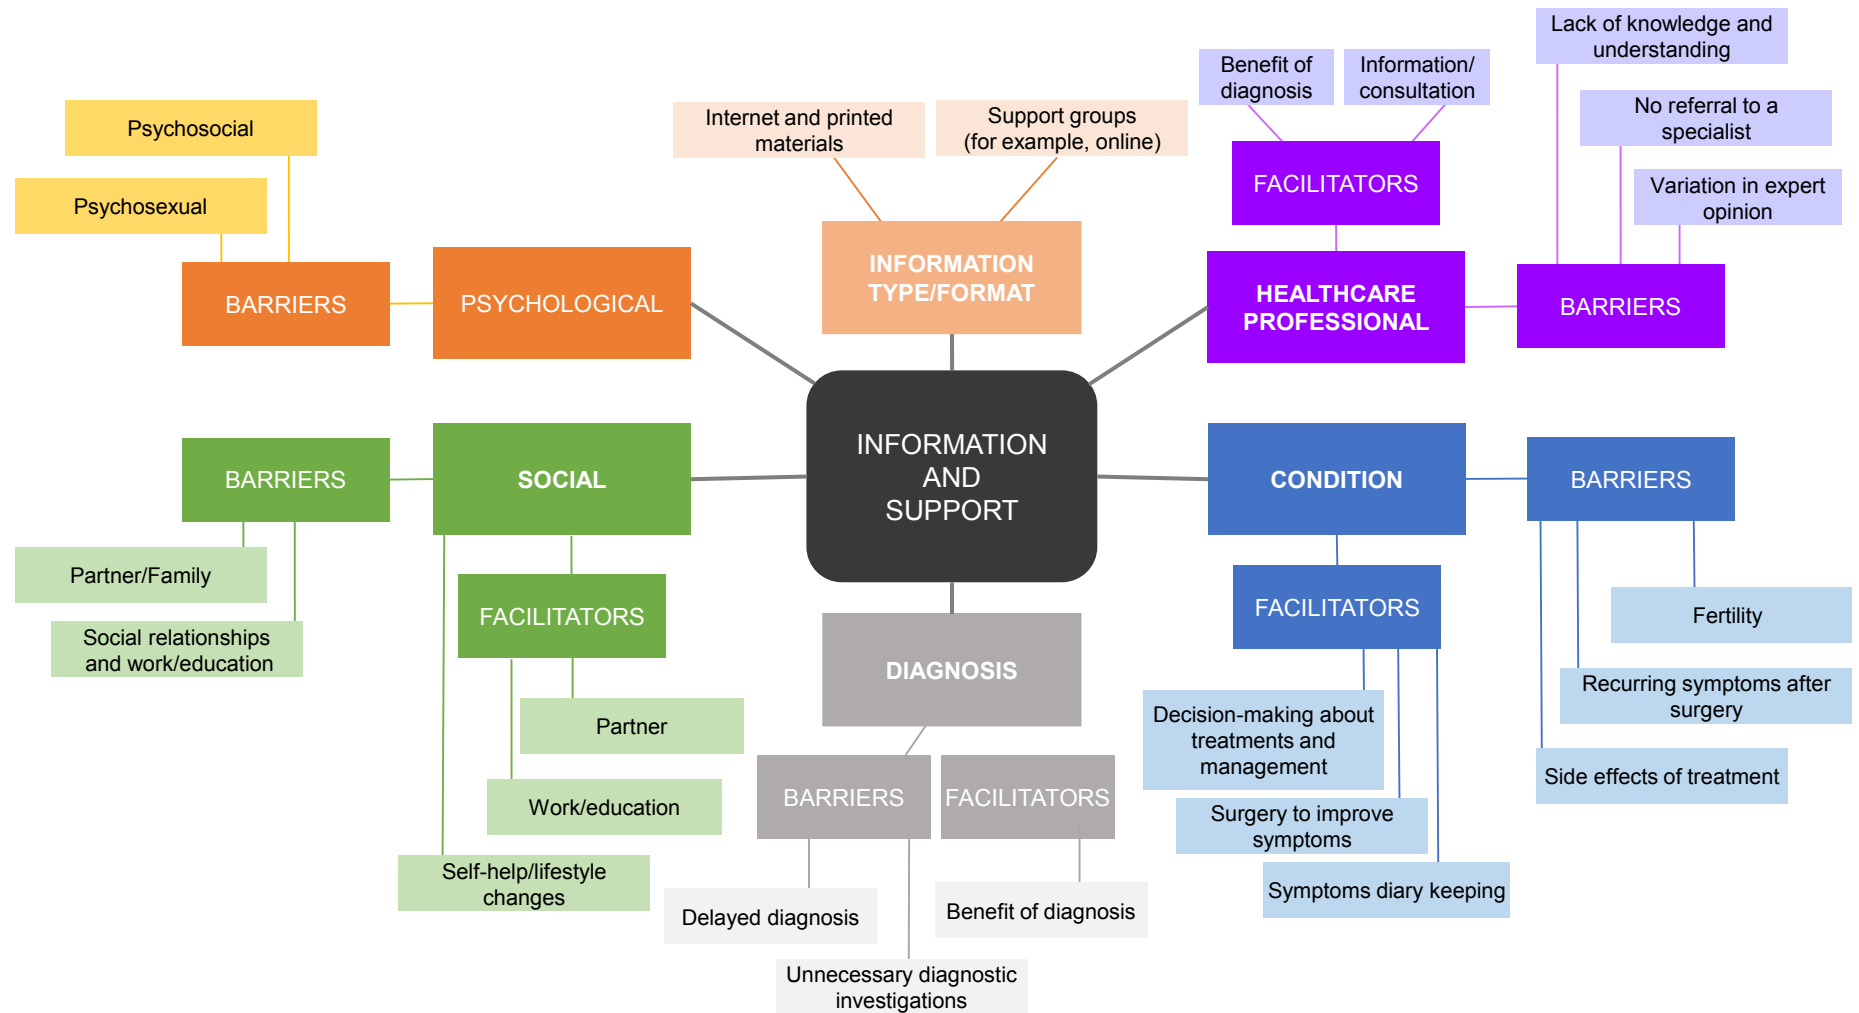 Lack of knowledge and
understanding
Benefit of
diagnosis
Information/
consultation
Internet and printed
materials
Support groups
(for example, online)
Psychosocial
No referral to a
specialist
FACILITATORS
Variation in expert
opinion
Psychosexual
BARRIERS
PSYCHOLOGICAL
INFORMATION
TYPE/FORMAT
HEALTHCARE
PROFESSIONAL
BARRIERS
BARRIERS
SOCIAL
INFORMATION
AND
SUPPORT
CONDITION
BARRIERS
Partner/Family
Social relationships
and work/education
FACILITATORS
FACILITATORS
Fertility
DIAGNOSIS
Partner
Decision-making about
treatments and
management
Recurring symptoms after
surgery
Work/education
BARRIERS
FACILITATORS
Surgery to improve
symptoms
Side effects of treatment
Self-help/lifestyle
changes
Delayed diagnosis
Benefit of diagnosis
Symptoms diary keeping
Unnecessary diagnostic
investigations